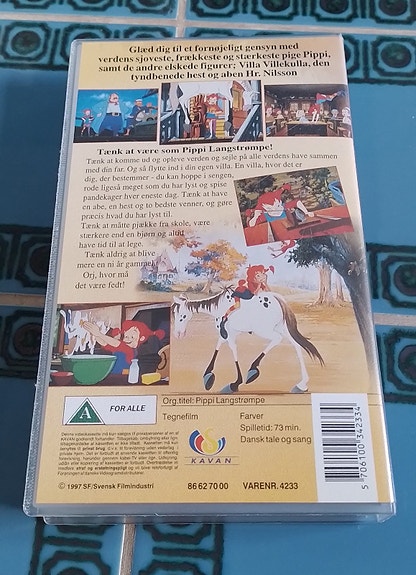 Glæd dig til et fornøjeligt gensyn med
verdens sjoveste, frækkeste og stærkeste pige Pippi,
samt de andre elskede figurer; Villa Villekulla, den
tyndbenede hest og aben Hr. Nilsson
Tænk at være som Pippi Langstrømpe!
Tænk at komme ud og opleve verden og sejle på alle verdens have sammen
med din far. Og så flytte ind i din egen villa. En villa, hvor det er
dig, der bestemmer - du kan hoppe i sengen,
rode ligeså meget som du har lyst og spise
pandekager hver eneste dag. Tænk at have
en abe, en hest og to bedste venner, og gøre
præcis hvad du har lyst til.
Tænk at måtte pjække fra skole, være
stærkere end en bjørn og altid
have tid til at lege.
Tænk aldrig at blive
mere en ni år gammel!
Orj, hvor må
det være fedt!
A
FOR ALLE
Org.titel: Pippi Langstrømpe
Tegnefilm
Farver
Spilletid: 73 min.
Dansk tale og sang
KAVAN
© 1997 SF/Svensk Filmindustri
86 62 70 00
VARENR. 4233
5 706100 342334